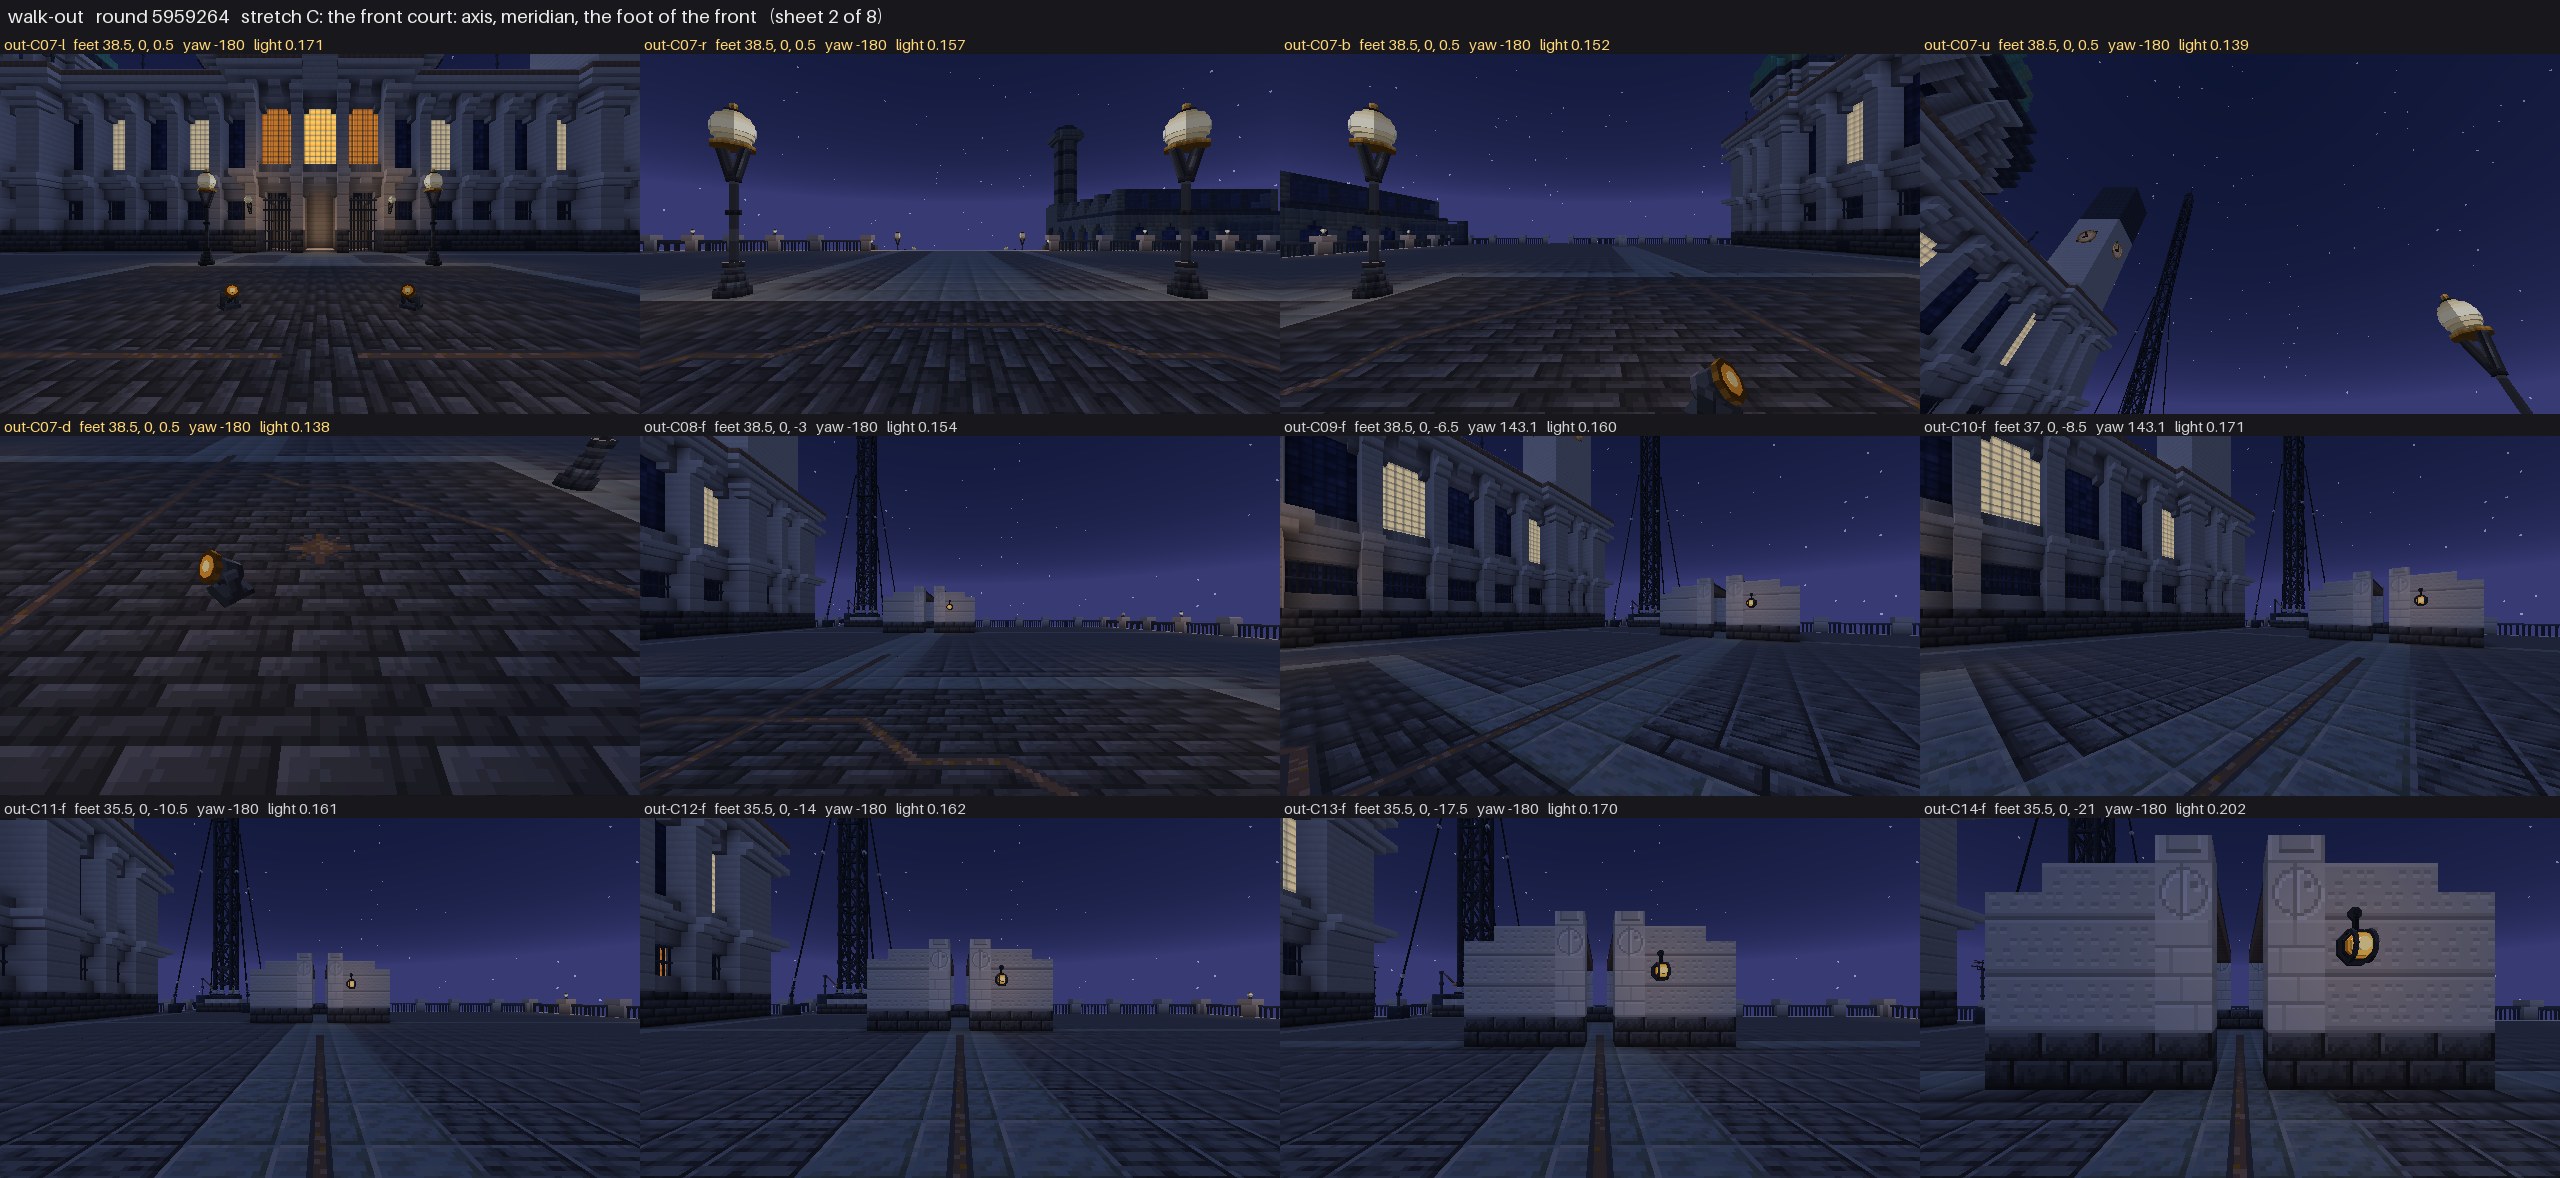 walk-out round 5959264 stretch C: the front court: axis, meridian, the foot of the front (sheet 2 of 8)
out-C07-l feet 38.5, 0, 0.5 yaw -180 light 0.171
out-C07-r feet 38.5, 0, 0.5 yaw -180 light 0.157
out-C07-b feet 38.5, 0, 0.5 yaw -180 light 0.152
out-C07-u feet 38.5, 0, 0.5 yaw -180 light 0.139
out-C07-d feet 38.5, 0, 0.5 yaw -180 light 0.138
out-C08-f feet 38.5, 0, -3 yaw -180 light 0.154
out-C09-f feet 38.5, 0, -6.5 yaw 143.1 light 0.160
out-C10-f feet 37, 0, -8.5 yaw 143.1 light 0.171
out-C11-f feet 35.5, 0, -10.5 yaw -180 light 0.161
out-C12-f feet 35.5, 0, -14 yaw -180 light 0.162
out-C13-f feet 35.5, 0, -17.5 yaw -180 light 0.170
out-C14-f feet 35.5, 0, -21 yaw -180 light 0.202